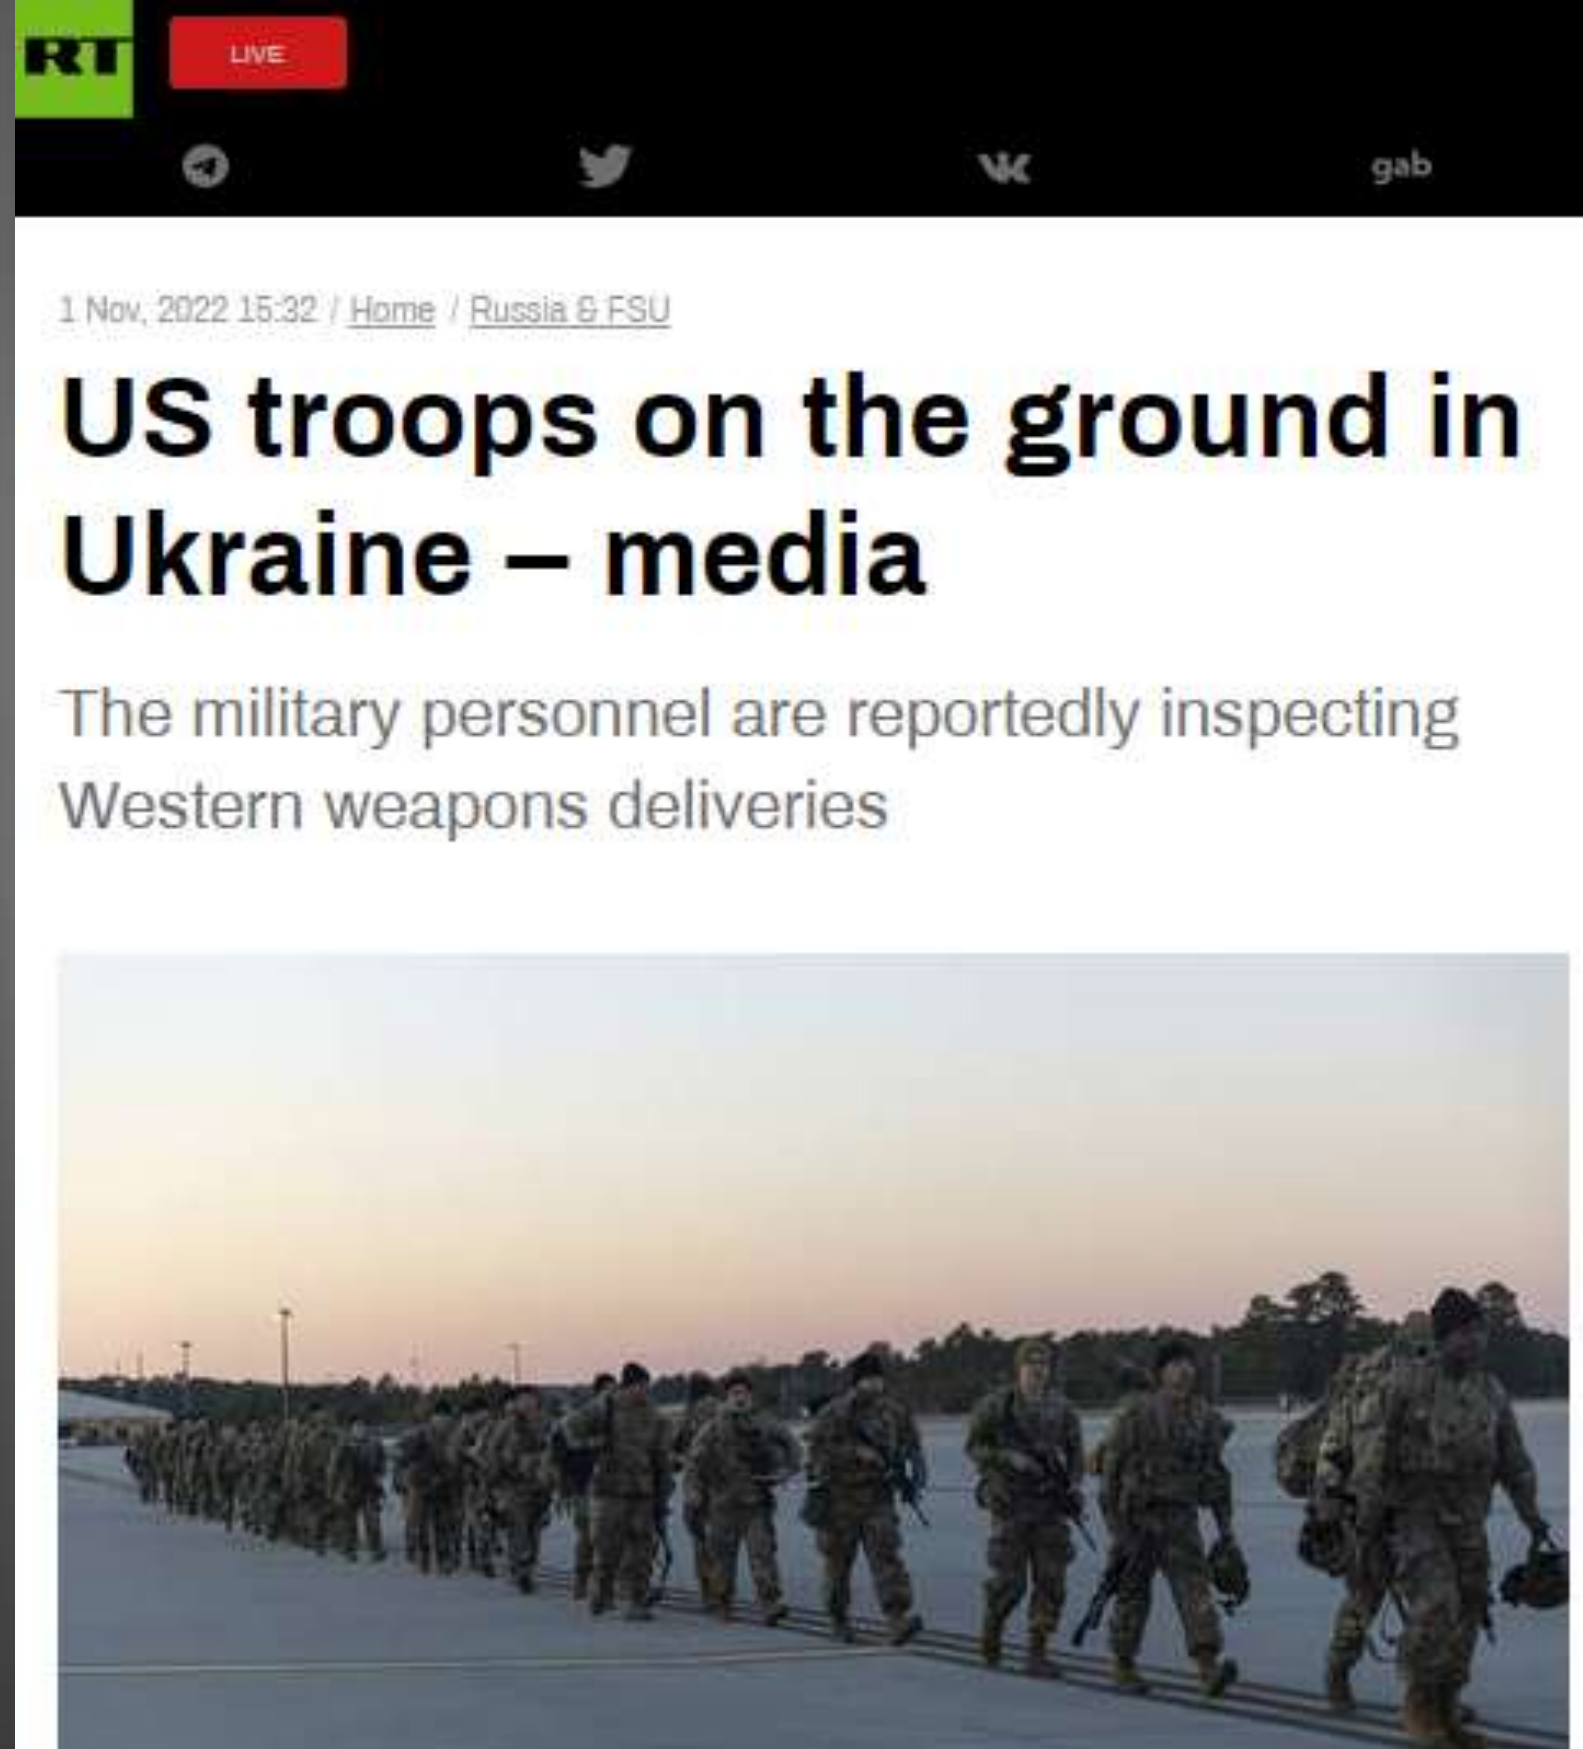 RT
LIVE
gab
1 Nov, 2022 15:32 / Home / Russia & FSU
US troops on the ground in
Ukraine – media
The military personnel are reportedly inspecting
Western weapons deliveries